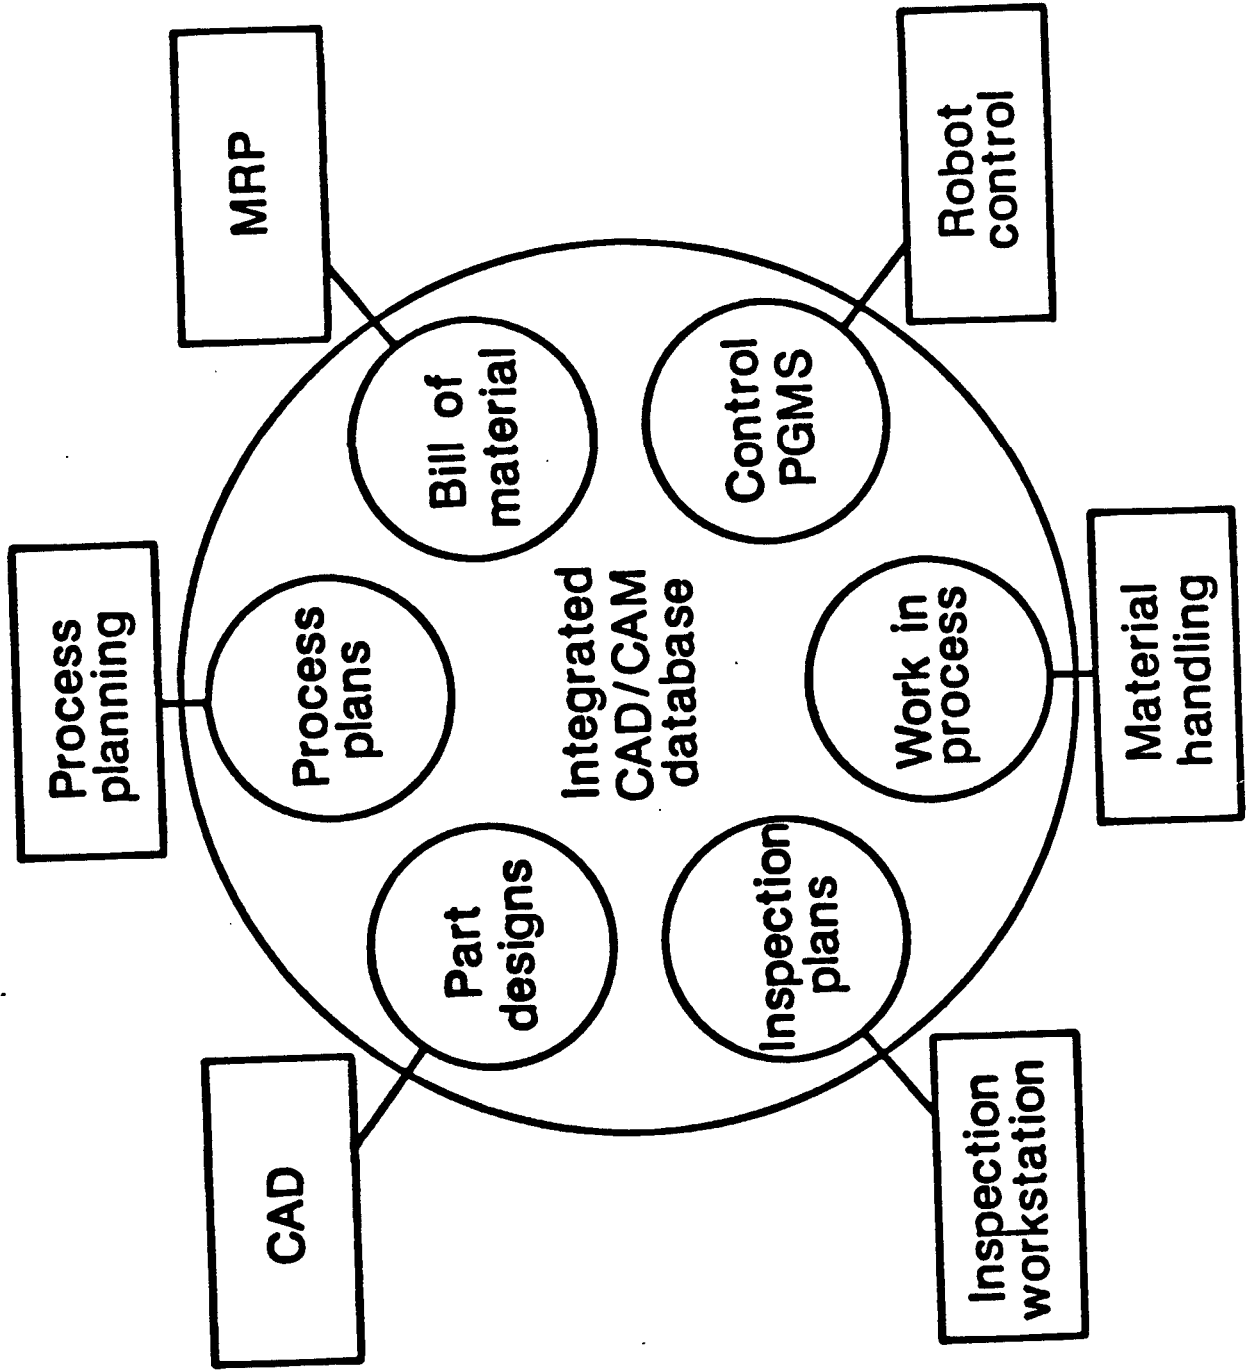 Process
planning
CAD
MRP
Process
plans
Part
designs
Bill of
material
Integrated
CAD/CAM
database
Inspection
plans
Control
PGMS
Work in
process
Inspection
workstation
Robot
control
Material
handling